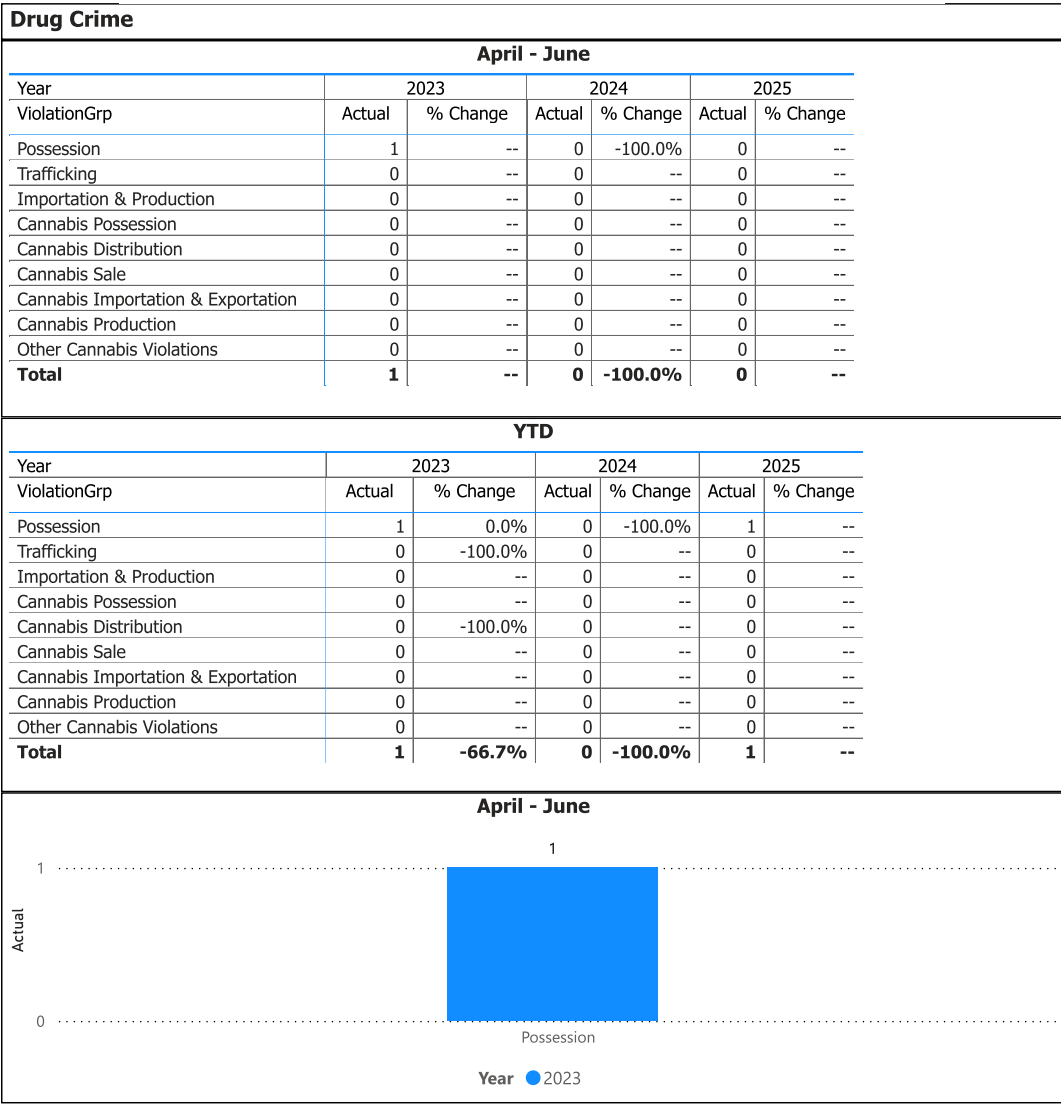 Drug Crime
April - June
Year 2023 2024 2025
ViolationGrp Actual % Change Actual % Change Actual % Change
Possession 1 -- 0 -100.0% 0 --
Trafficking 0 -- 0 -- 0 --
Importation & Production 0 -- 0 -- 0 --
Cannabis Possession 0 -- 0 -- 0 --
Cannabis Distribution 0 -- 0 -- 0 --
Cannabis Sale 0 -- 0 -- 0 --
Cannabis Importation & Exportation 0 -- 0 -- 0 --
Cannabis Production 0 -- 0 -- 0 --
Other Cannabis Violations 0 -- 0 -- 0 --
Total 1 -- 0 -100.0% 0 --
YTD
Year 2023 2024 2025
ViolationGrp Actual % Change Actual % Change Actual % Change
Possession 1 0.0% 0 -100.0% 1 --
Trafficking 0 -100.0% 0 -- 0 --
Importation & Production 0 -- 0 -- 0 --
Cannabis Possession 0 -- 0 -- 0 --
Cannabis Distribution 0 -100.0% 0 -- 0 --
Cannabis Sale 0 -- 0 -- 0 --
Cannabis Importation & Exportation 0 -- 0 -- 0 --
Cannabis Production 0 -- 0 -- 0 --
Other Cannabis Violations 0 -- 0 -- 0 --
Total 1 -66.7% 0 -100.0% 1 --
April - June
1
1
Actual
0
Possession
Year 2023